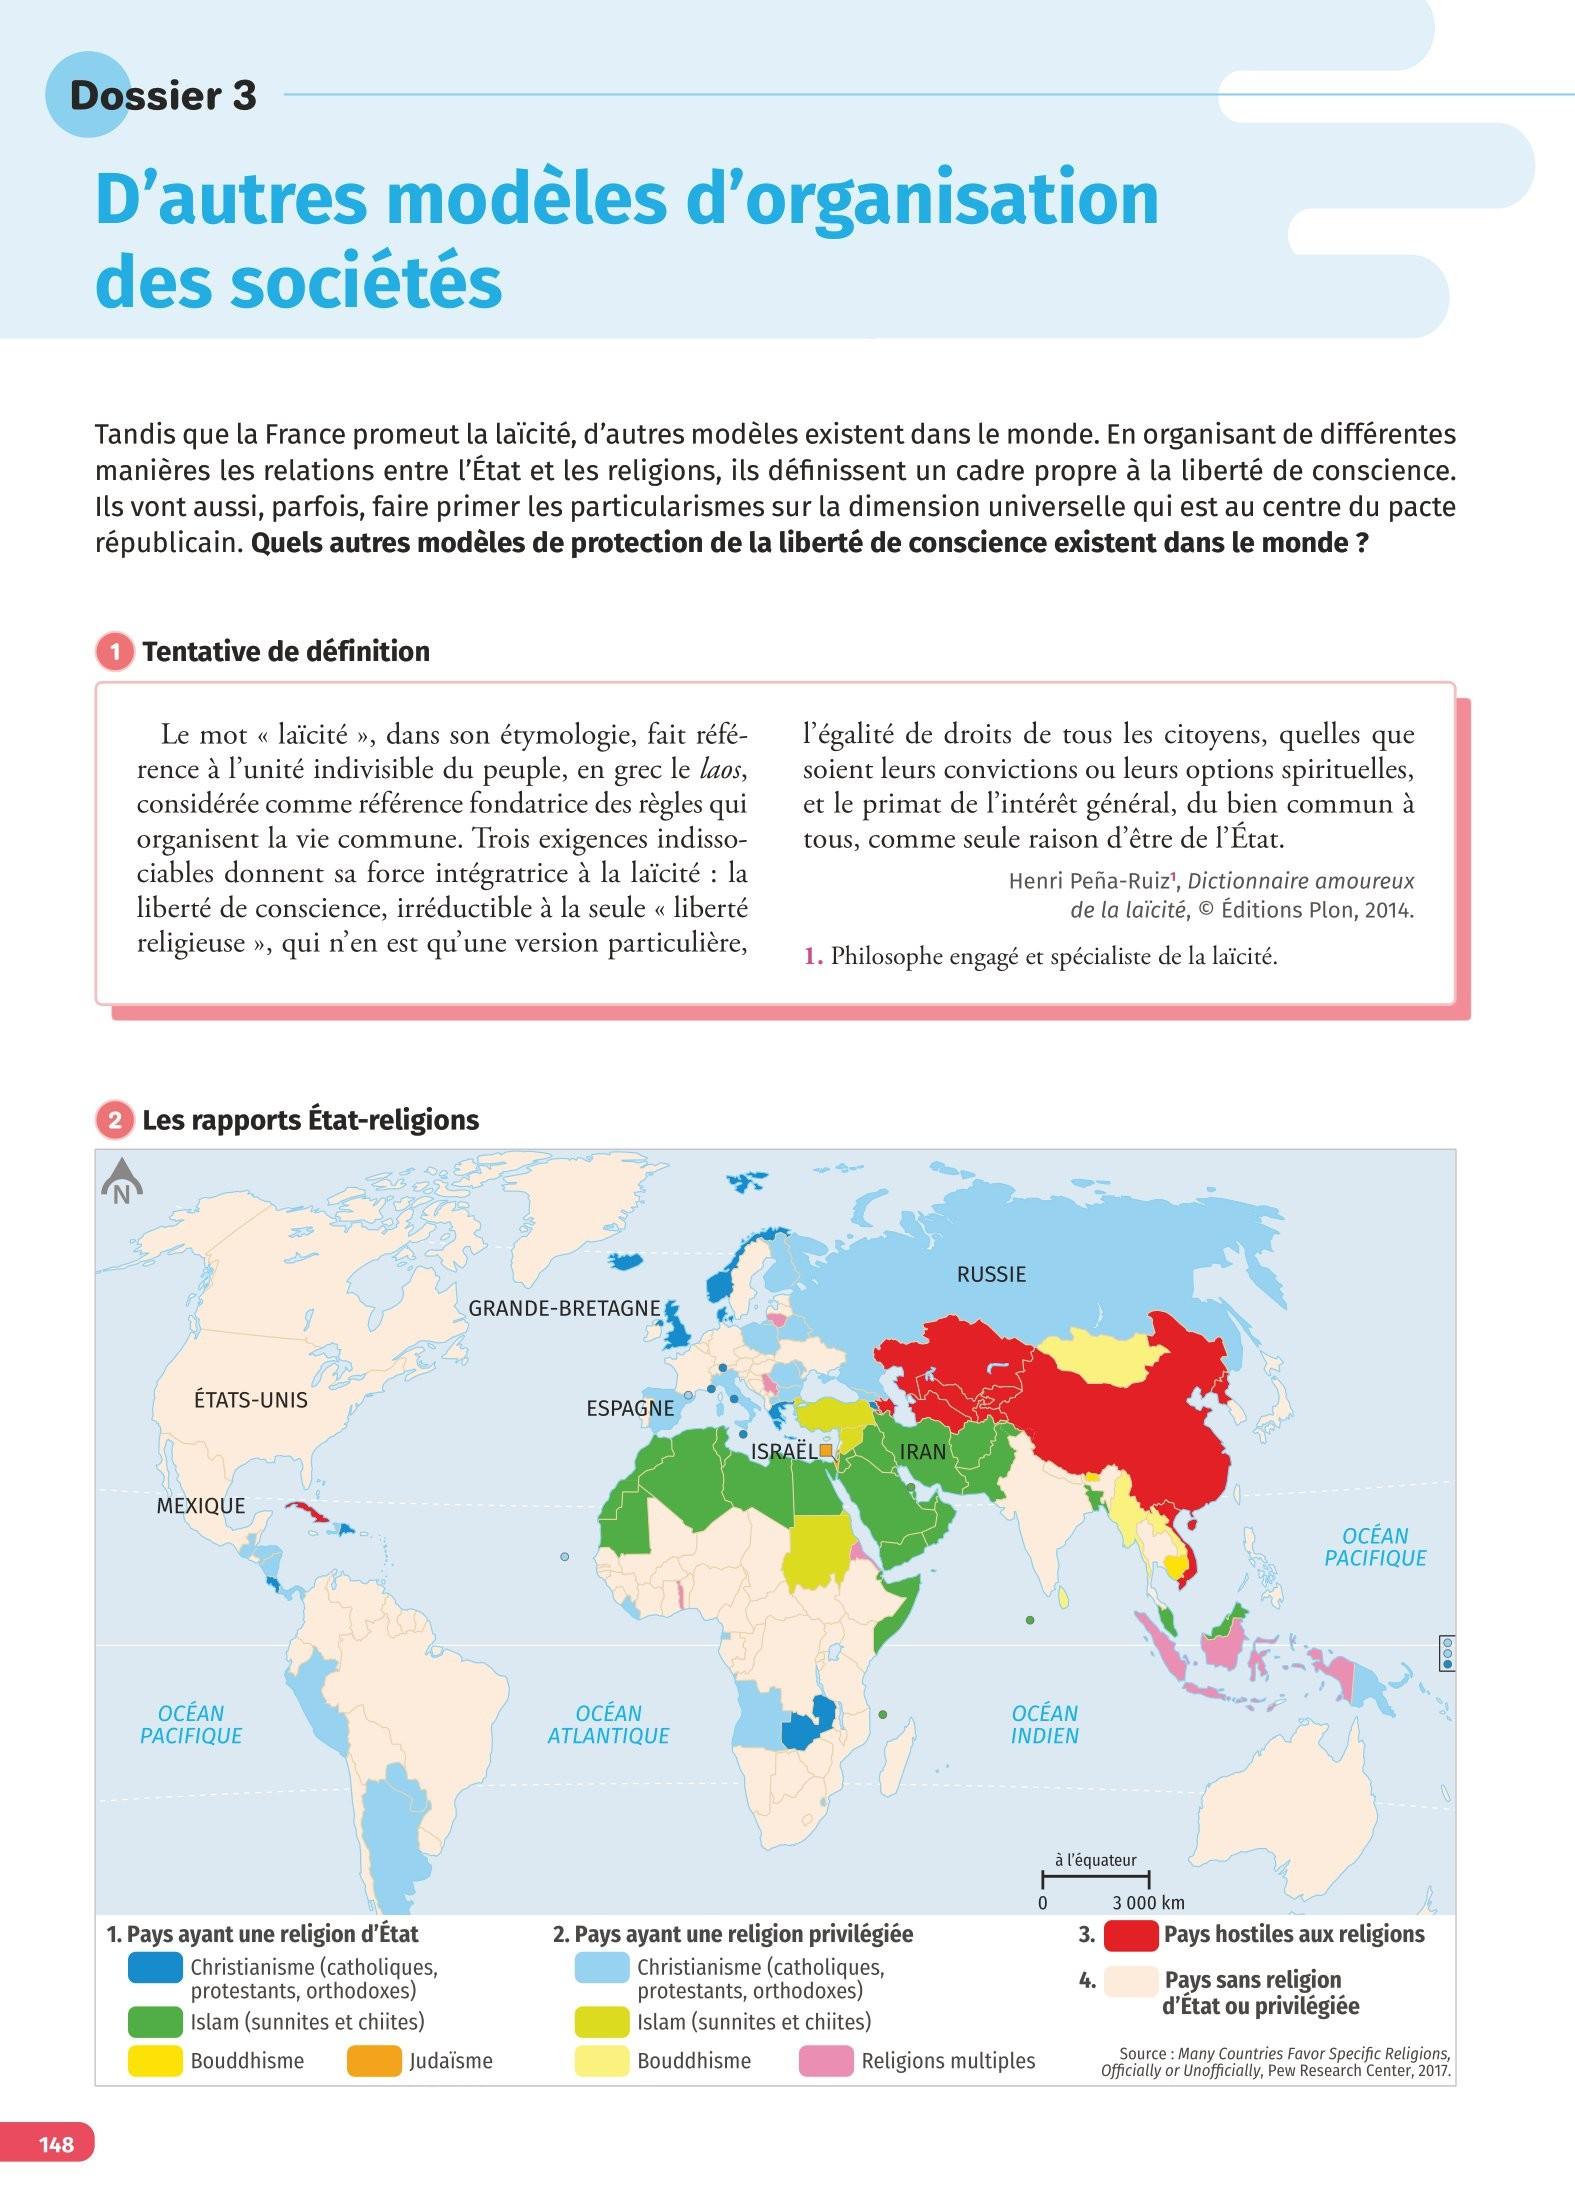 Dossier 3
D’autres modèles d’organisation
des sociétés
Tandis que la France promeut la laïcité, d’autres modèles existent dans le monde. En organisant de différentes
manières les relations entre l’État et les religions, ils définissent un cadre propre à la liberté de conscience.
Ils vont aussi, parfois, faire primer les particularismes sur la dimension universelle qui est au centre du pacte
républicain. Quels autres modèles de protection de la liberté de conscience existent dans le monde ?
1 Tentative de définition
Le mot « laïcité », dans son étymologie, fait réfé-
rence à l’unité indivisible du peuple, en grec le laos,
considérée comme référence fondatrice des règles qui
organisent la vie commune. Trois exigences indisso-
ciables donnent sa force intégratrice à la laïcité : la
liberté de conscience, irréductible à la seule « liberté
religieuse », qui n’en est qu’une version particulière,
l’égalité de droits de tous les citoyens, quelles que
soient leurs convictions ou leurs options spirituelles,
et le primat de l’intérêt général, du bien commun à
tous, comme seule raison d’être de l’État.
Henri Peña-Ruiz¹, Dictionnaire amoureux
de la laïcité, © Éditions Plon, 2014.
1. Philosophe engagé et spécialiste de la laïcité.
2 Les rapports État-religions
N
RUSSIE
GRANDE-BRETAGNE
ÉTATS-UNIS
ESPAGNE
ISRAËL
IRAN
MEXIQUE
OCÉAN
PACIFIQUE
OCÉAN
PACIFIQUE
OCÉAN
ATLANTIQUE
OCÉAN
INDIEN
à l’équateur
0 3 000 km
1. Pays ayant une religion d’État
Christianisme (catholiques,
protestants, orthodoxes)
Islam (sunnites et chiites)
Bouddhisme
Judaïsme
2. Pays ayant une religion privilégiée
Christianisme (catholiques,
protestants, orthodoxes)
Islam (sunnites et chiites)
Bouddhisme
Religions multiples
3. Pays hostiles aux religions
4. Pays sans religion
d’État ou privilégiée
Source : Many Countries Favor Specific Religions,
Officially or Unofficially, Pew Research Center, 2017.
148